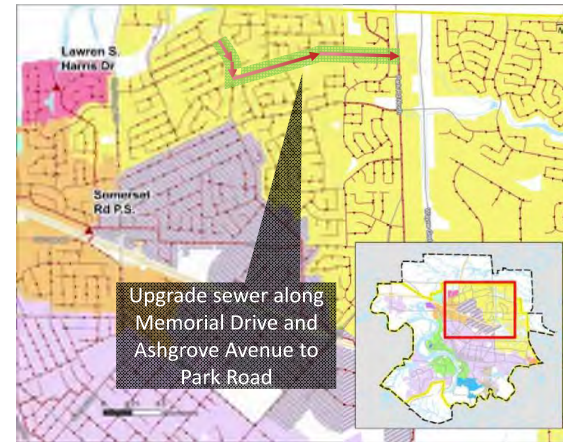 Lawren S.
Harris Dr
Somerset
Rd P.S.
Upgrade sewer along
Memorial Drive and
Ashgrove Avenue to
Park Road